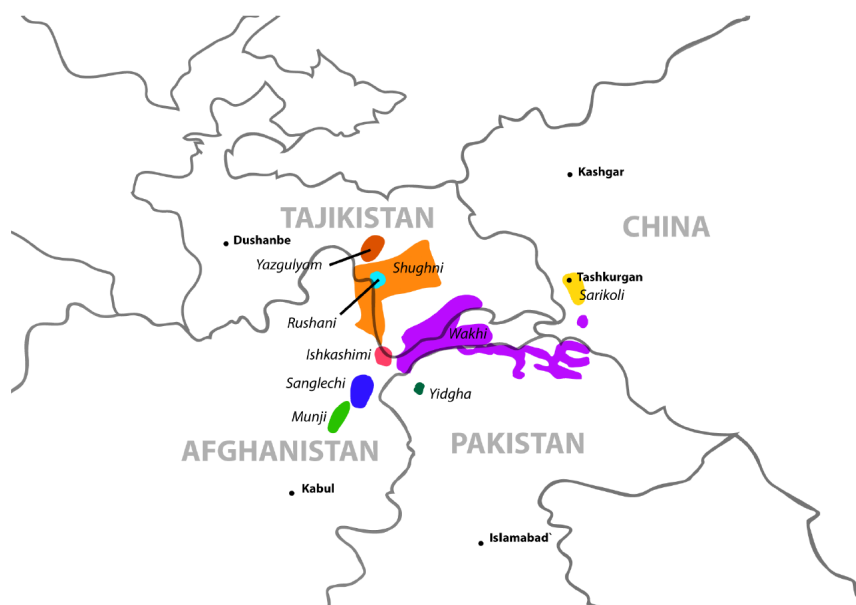 Kashgar
TAJIKISTAN
CHINA
Dushanbe
Yazgulyam
Shughni
Tashkurgan
Sarikoli
Rushani
Wakhi
Ishkashimi
Sanglechi
Yidgha
Munji
AFGHANISTAN
PAKISTAN
Kabul
Islamabad`